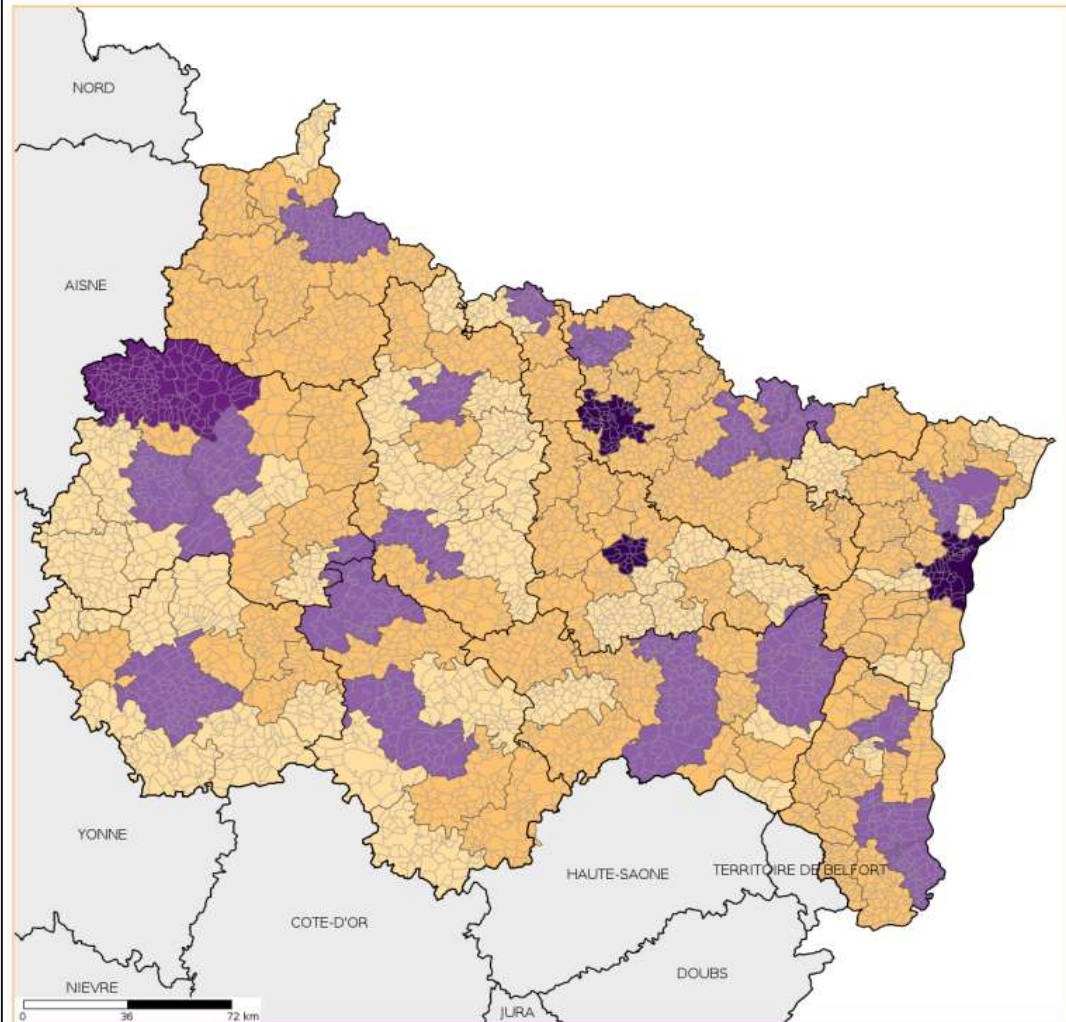 NORD
AISNE
YONNE
HAUTE-SAONE
TERRITOIRE DE BELFORT
COTE-D'OR
DOUBS
NIEVRE
JURA
0 36 72 km